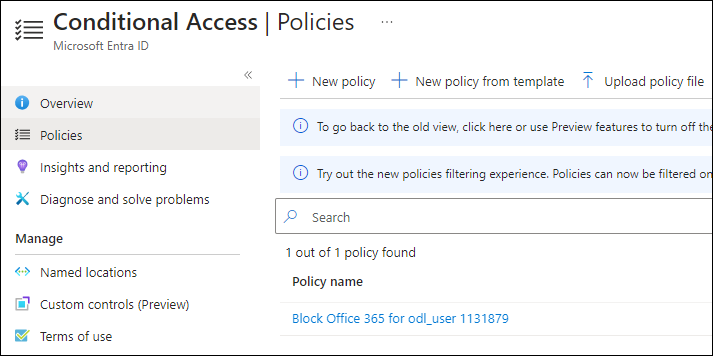 Conditional Access | Policies ...
Microsoft Entra ID
«
Overview
Policies
Insights and reporting
Diagnose and solve problems
Manage
Named locations
Custom controls (Preview)
Terms of use
New policy New policy from template Upload policy file
To go back to the old view, click here or use Preview features to turn off the
Try out the new policies filtering experience. Policies can now be filtered on
Search
1 out of 1 policy found
Policy name
Block Office 365 for odl_user 1131879